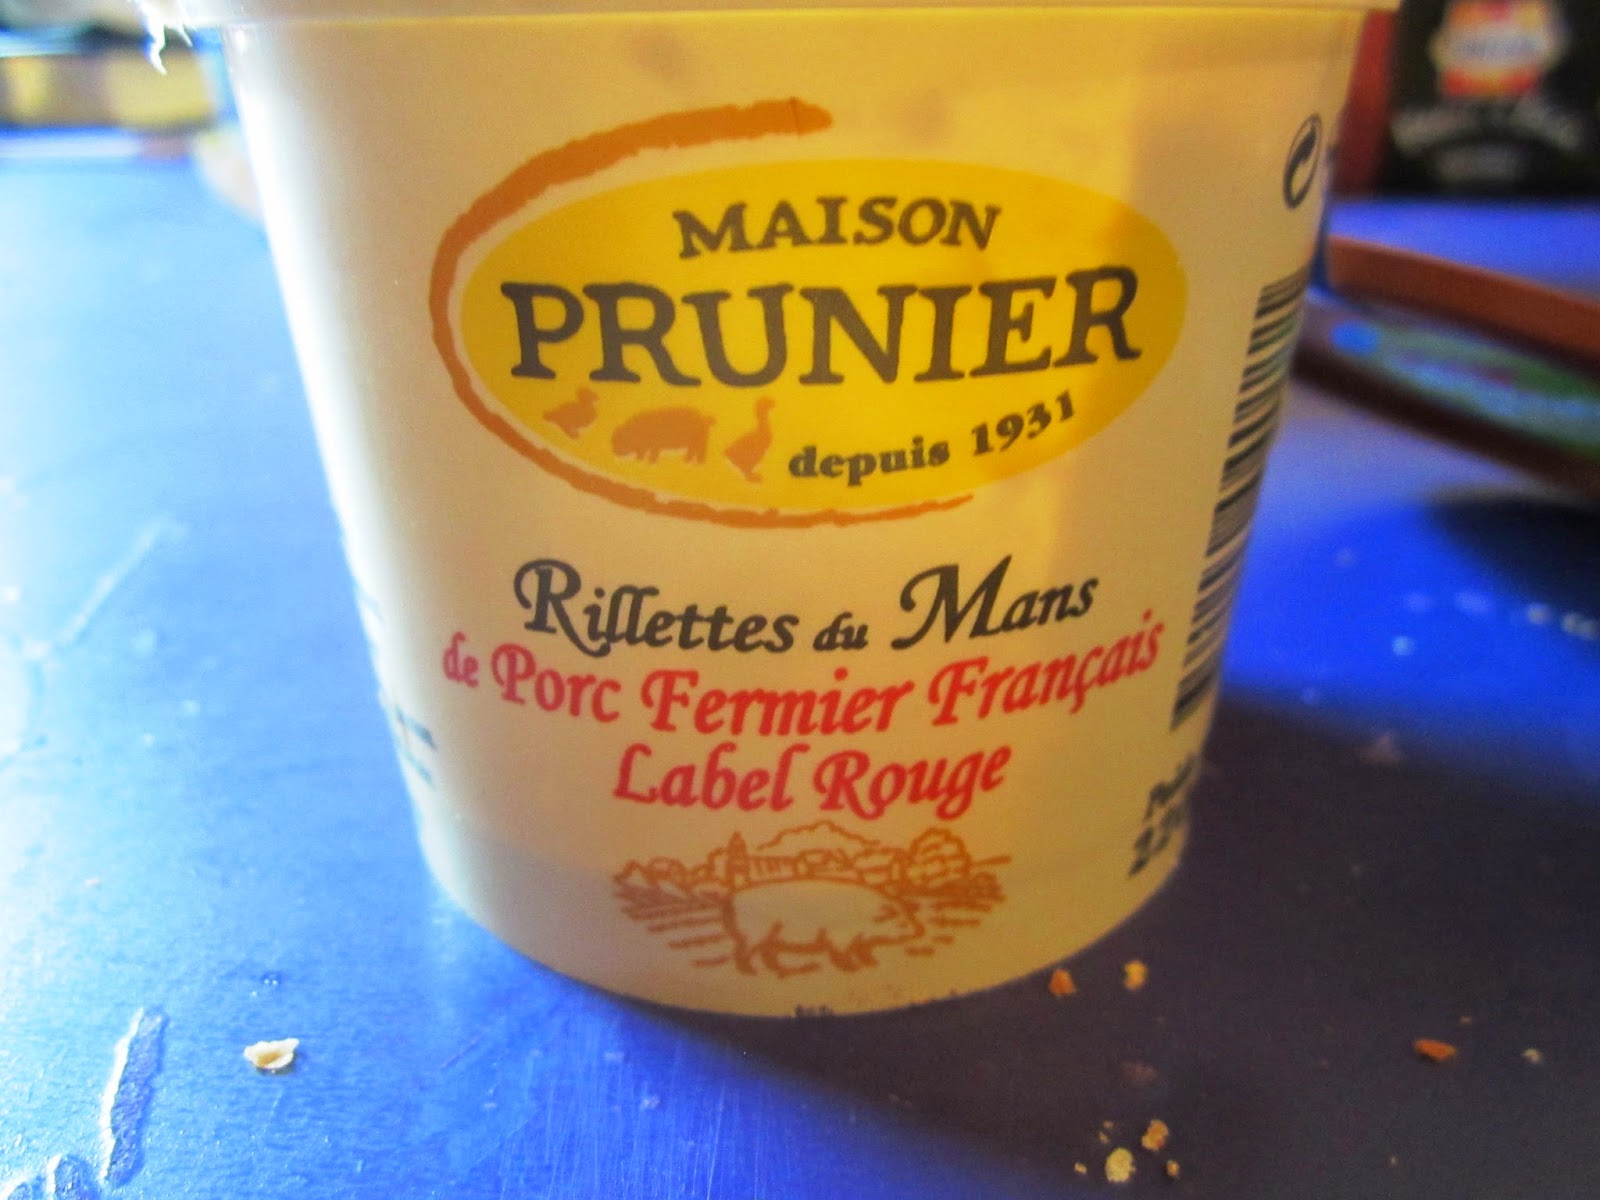 MAISON
PRUNIER
depuis 1931
Rillettes du Mans
de Porc Fermier Français
Label Rouge